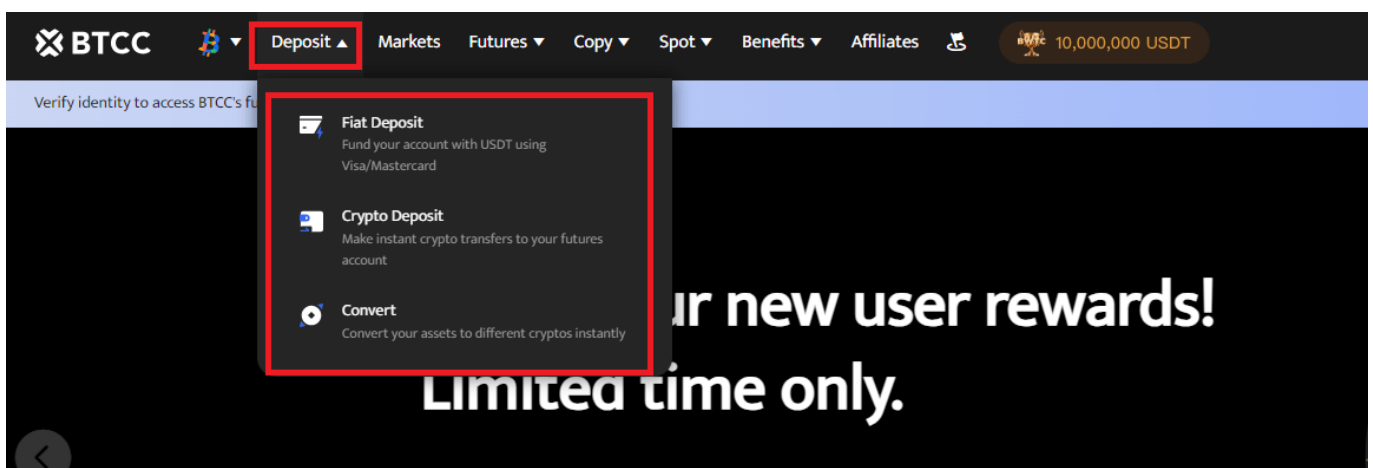 BTCC
Deposit Markets Futures Copy Spot Benefits Affiliates 10,000,000 USDT
Verify identity to access BTCC's fu
Fiat Deposit
Fund your account with USDT using
Visa/Mastercard
Crypto Deposit
Make instant crypto transfers to your futures
account
Convert
Convert your assets to different cryptos instantly
ur new user rewards!
Limited time only.